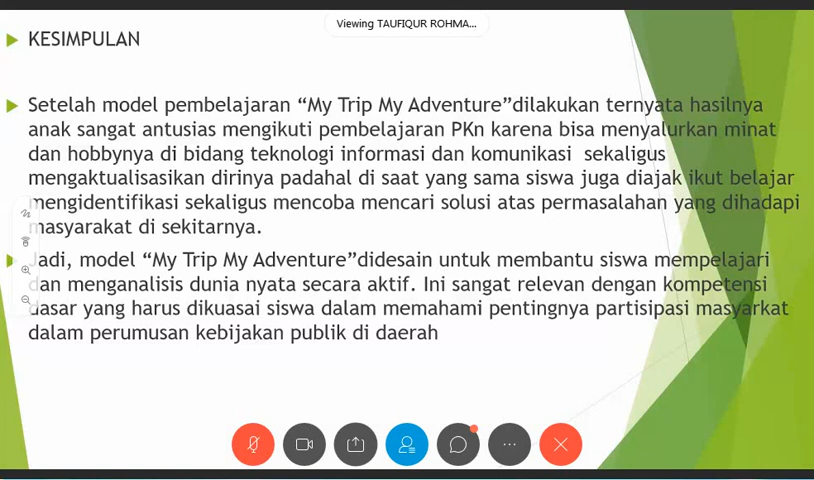 Viewing TAUFIQUR ROHMA...
KESIMPULAN
Setelah model pembelajaran “My Trip My Adventure”dilakukan ternyata hasilnya
anak sangat antusias mengikuti pembelajaran PKn karena bisa menyalurkan minat
dan hobbynya di bidang teknologi informasi dan komunikasi sekaligus
mengaktualisasikan dirinya padahal di saat yang sama siswa juga diajak ikut belajar
mengidentifikasi sekaligus mencoba mencari solusi atas permasalahan yang dihadapi
masyarakat di sekitarnya.
Jadi, model “My Trip My Adventure”didesain untuk membantu siswa mempelajari
dan menganalisis dunia nyata secara aktif. Ini sangat relevan dengan kompetensi
dasar yang harus dikuasai siswa dalam memahami pentingnya partisipasi masyarkat
dalam perumusan kebijakan publik di daerah